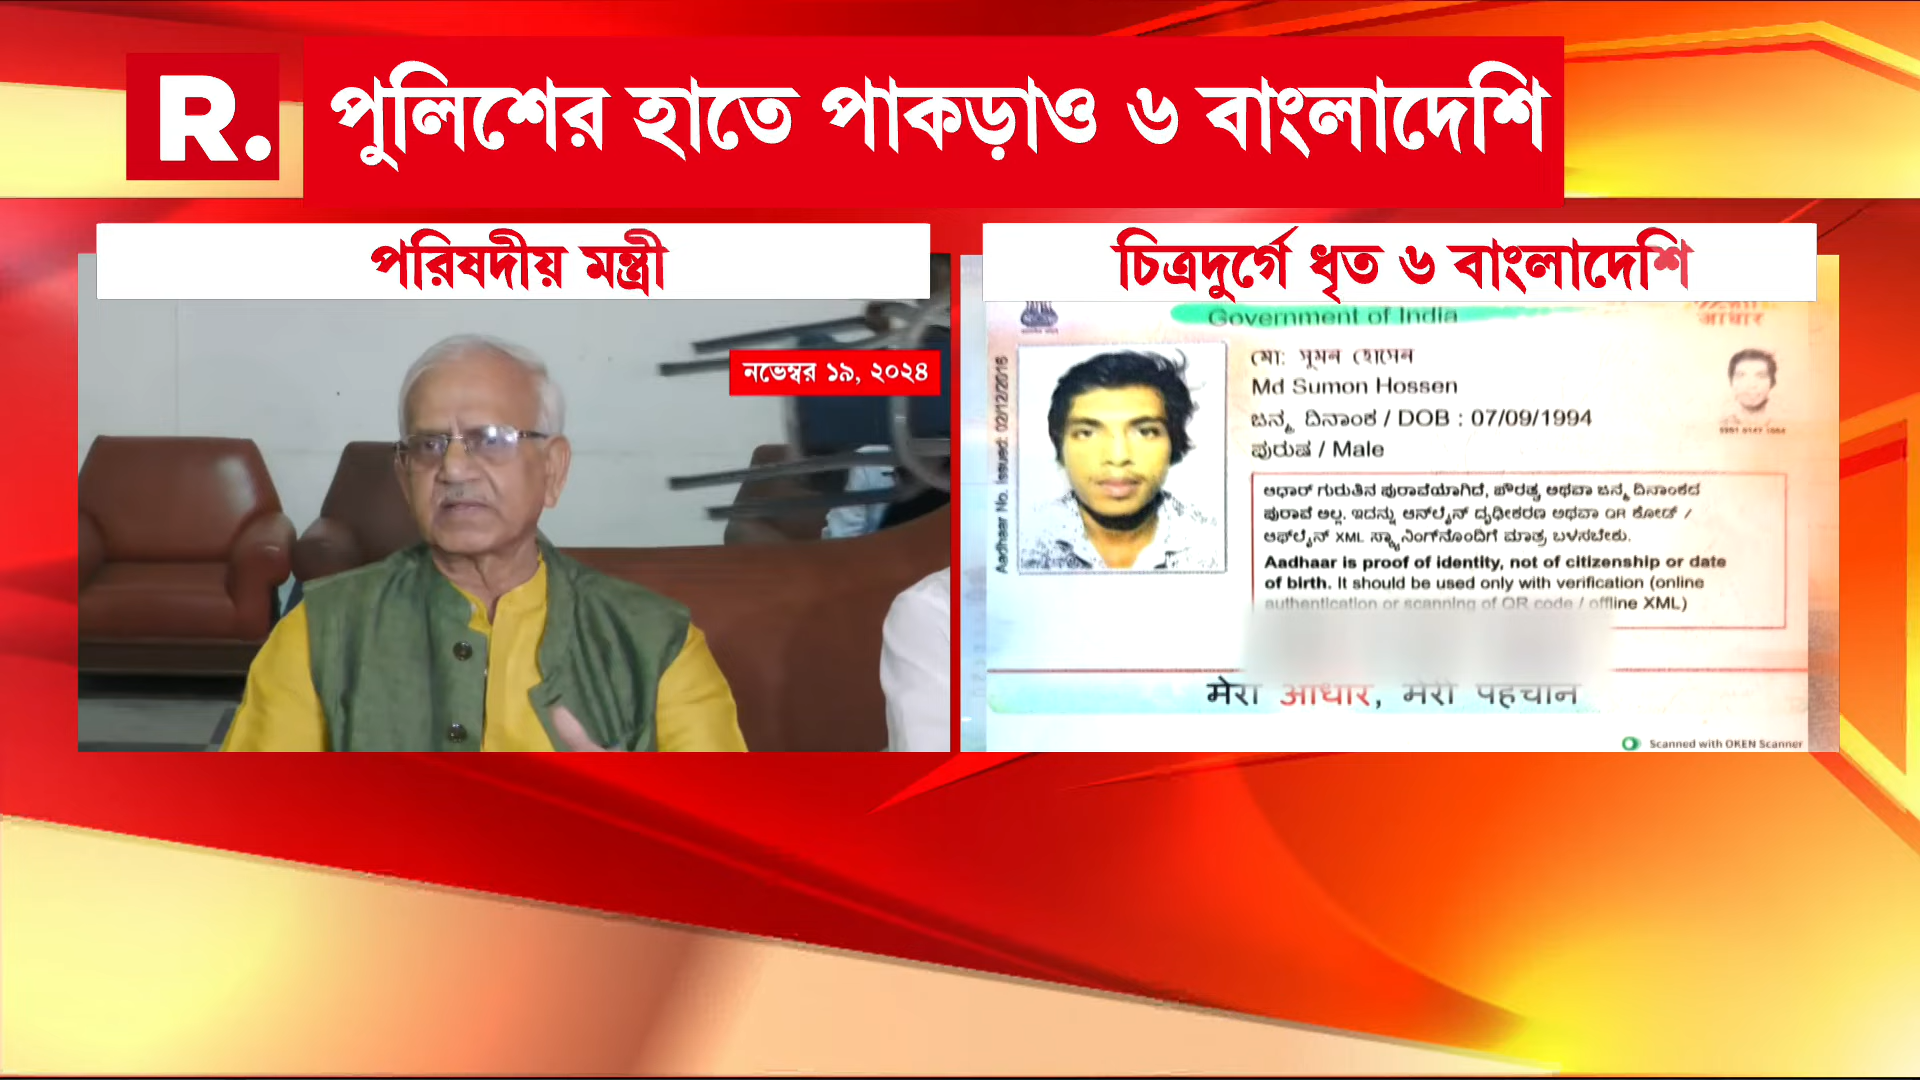 R.
পুলিশের হাতে পাকড়াও ৬ বাংলাদেশি
পরিষদীয় মন্ত্রী
নভেম্বর ১৯, ২০২৪
চিত্রদুর্গে ধৃত ৬ বাংলাদেশি
Government of India
आधार
Aadhaar No. Issued: 02/12/2016
মো: সুমন হোসেন
Md Sumon Hossen
ಜನ್ಮ ದಿನಾಂಕ / DOB : 07/09/1994
ಪುರುಷ / Male
ಆಧಾರ್ ಗುರುತಿನ ಪುರಾವೆಯಾಗಿದೆ, ಪೌರತ್ವ ಅಥವಾ ಜನ್ಮ ದಿನಾಂಕದ
ಪುರಾವೆ ಅಲ್ಲ. ಇದನ್ನು ಆನ್‌ಲೈನ್ ದೃಢೀಕರಣ ಅಥವಾ QR ಕೋಡ್ /
ಆಫ್‌ಲೈನ್ XML ಸ್ಕ್ಯಾನಿಂಗ್‌ನೊಂದಿಗೆ ಮಾತ್ರ ಬಳಸಬೇಕು.
Aadhaar is proof of identity, not of citizenship or date
of birth. It should be used only with verification (online
authentication or scanning of QR code / offline XML)
मेरा आधार, मेरी पहचान
Scanned with OKEN Scanner